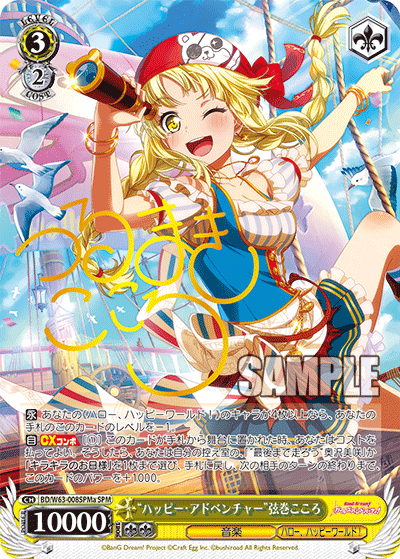 LEVEL
3
2
COST
つるまき
こころ
SAMPLE
永 あなたの《ハロー、ハッピーワールド！》のキャラが4枚以上なら、あなたの
手札のこのカードのレベルを－1。
自 CXコンボ ［①］ このカードが手札から舞台に置かれた時、あなたはコストを
払ってよい。そうしたら、あなたは自分の控え室の、「“最後まで走ろう”奥沢美咲」か
「“キラキラのお日様”」を1枚まで選び、手札に戻し、次の相手のターンの終わりまで、
このカードのパワーを＋1000。
CH BD/W63-008SPMa SPM
“ハッピー・アドベンチャー”弦巻こころ
10000
音楽
ハロー、ハッピーワールド！
©BanG Dream! Project ©Craft Egg Inc. ©bushiroad All Rights Reserved.